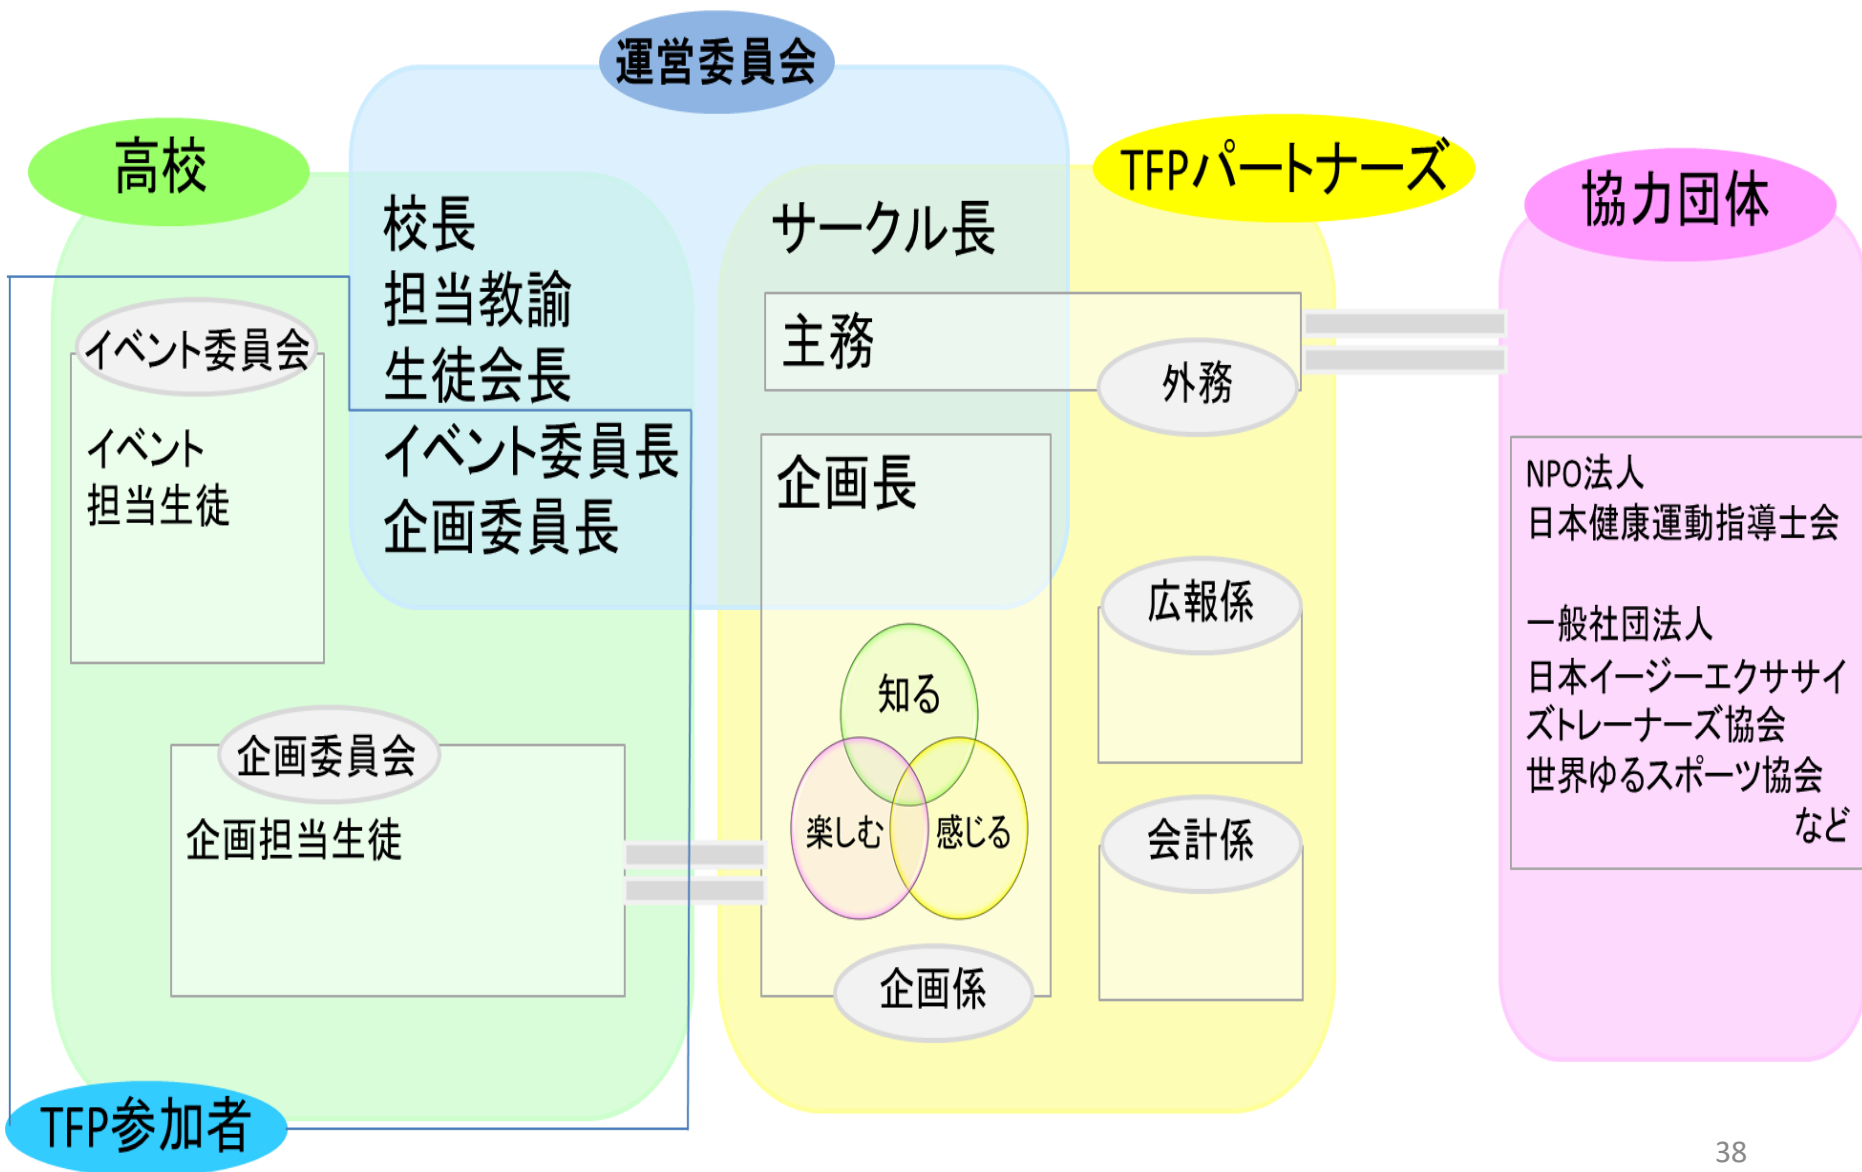 運営委員会
高校
TFPパートナーズ
協力団体
校長
担当教諭
生徒会長
イベント委員長
企画委員長
サークル長
主務
外務
企画長
イベント委員会
イベント
担当生徒
企画委員会
企画担当生徒
知る
楽しむ
感じる
企画係
広報係
会計係
NPO法人
日本健康運動指導士会
一般社団法人
日本イージーエクササイ
ズトレーナーズ協会
世界ゆるスポーツ協会
など
TFP参加者
38